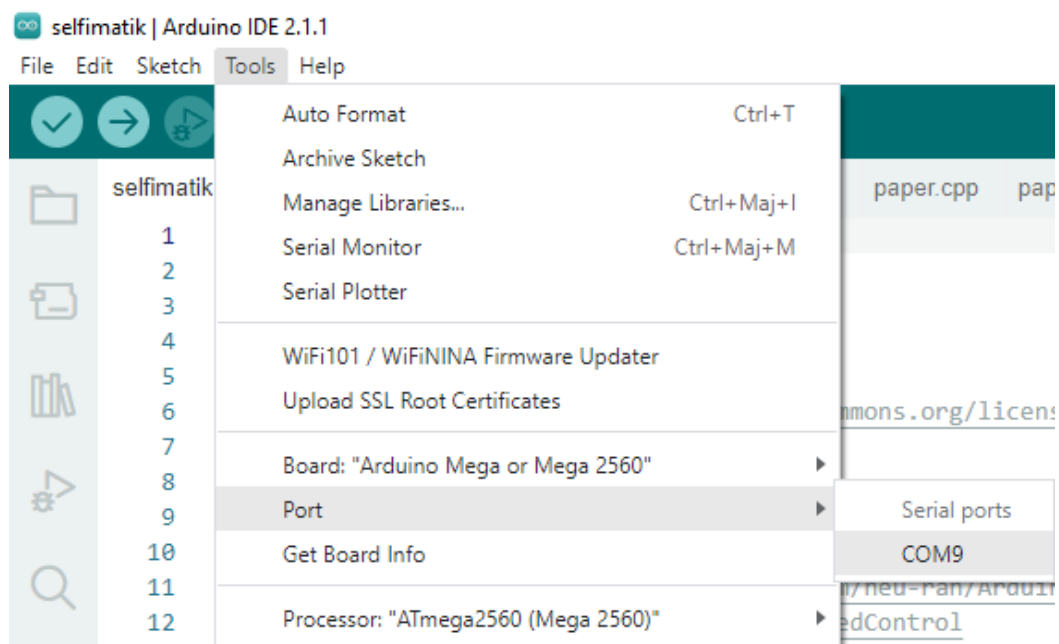 selfimatik | Arduino IDE 2.1.1
File Edit Sketch Tools Help
Auto Format Ctrl+T
Archive Sketch
selfimatik
paper.cpp
Manage Libraries... Ctrl+Maj+I
1
Serial Monitor Ctrl+Maj+M
2
Serial Plotter
3
4
WiFi101 / WiFiNINA Firmware Updater
5
Upload SSL Root Certificates
6
mmons.org/licens
7
Board: "Arduino Mega or Mega 2560"
8
Port
Serial ports
9
10
Get Board Info
COM9
11
12
Processor: "ATmega2560 (Mega 2560)"
edControl